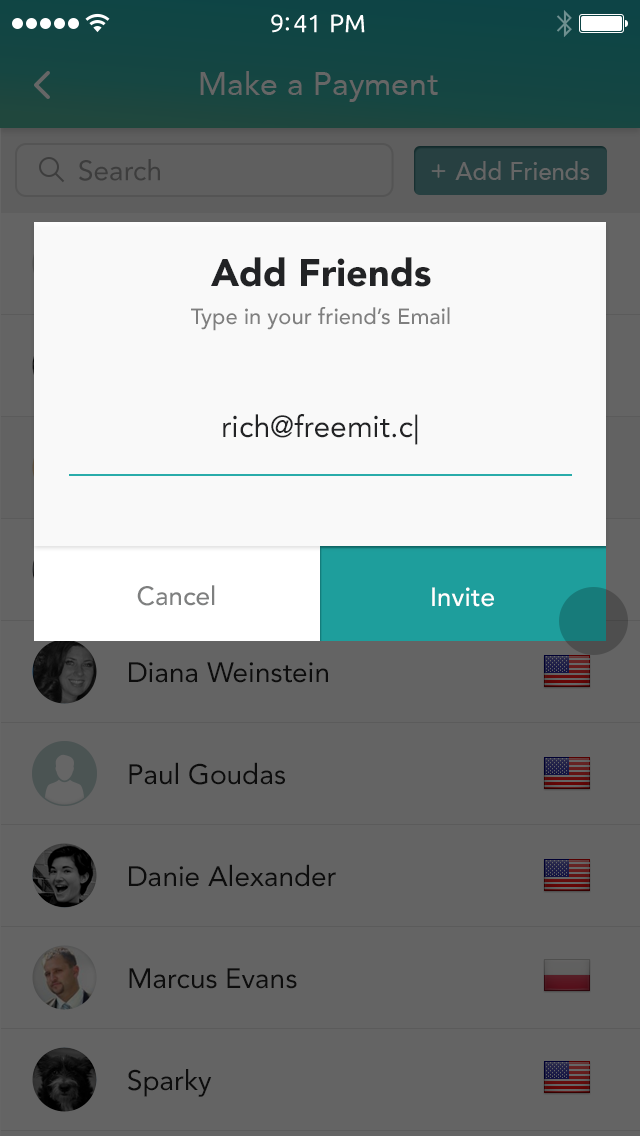 9:41 PM
Make a Payment
Search
+ Add Friends
Add Friends
Type in your friend’s Email
rich@freemit.c
Cancel
Invite
Diana Weinstein
Paul Goudas
Danie Alexander
Marcus Evans
Sparky